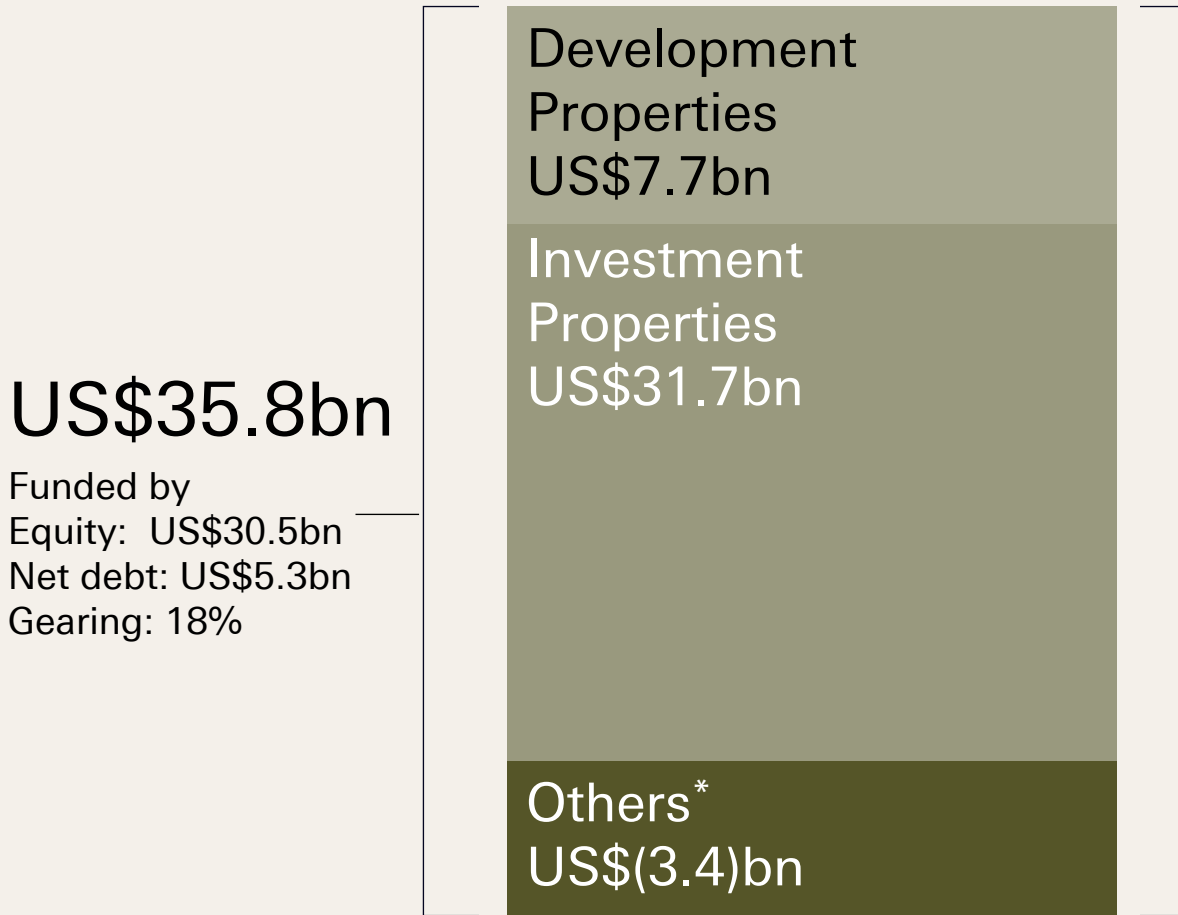 US$35.8bn
Funded by
Equity: US$30.5bn
Net debt: US$5.3bn
Gearing: 18%
Development
Properties
US$7.7bn
Investment
Properties
US$31.7bn
Others*
US$(3.4)bn